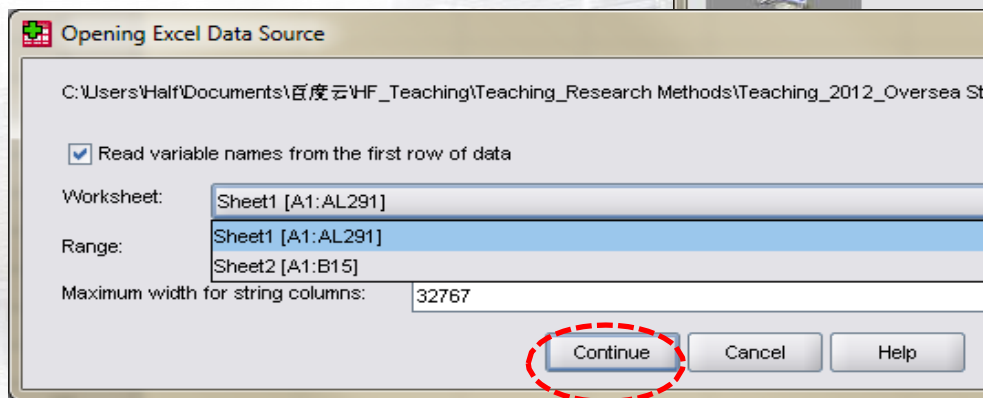 Opening Excel Data Source
C:\Users\Half\Documents\百度云\HF_Teaching\Teaching_Research Methods\Teaching_2012_Oversea St
Read variable names from the first row of data
Worksheet:
Sheet1 [A1:AL291]
Sheet1 [A1:AL291]
Range:
Sheet2 [A1:B15]
Maximum width for string columns:
32767
Continue Cancel Help